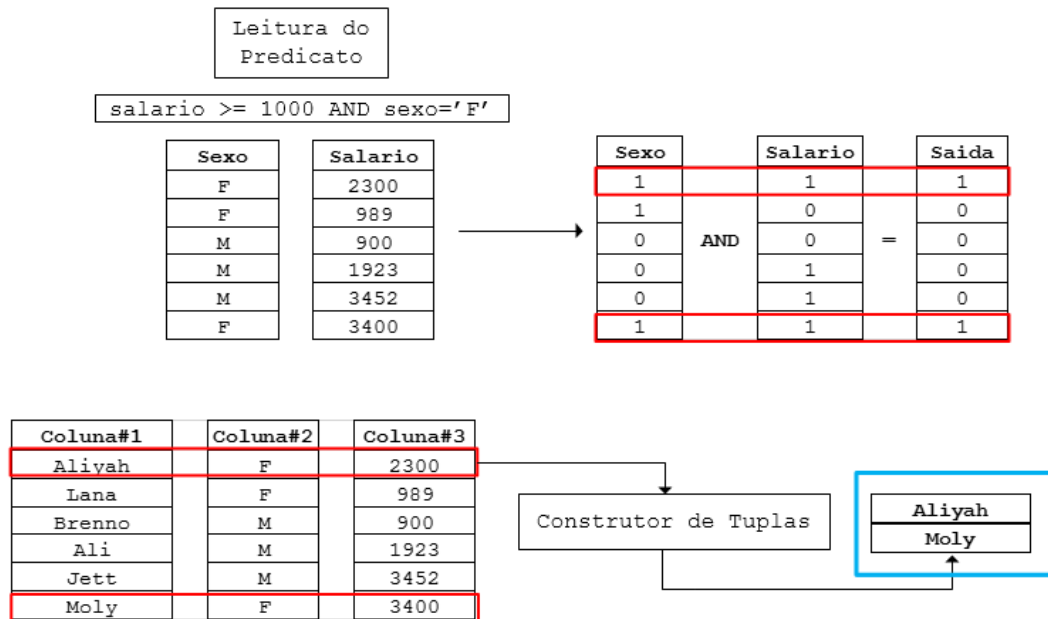 Leitura do
Predicato
salario >= 1000 AND sexo='F'
Sexo Salario
F 2300
F 989
M 900
M 1923
M 3452
F 3400
Sexo Salario Saida
1 1 1
1 0 0
0 AND 0 = 0
0 1 0
0 1 0
1 1 1
Coluna#1 Coluna#2 Coluna#3
Aliyah F 2300
Lana F 989
Brenno M 900
Ali M 1923
Jett M 3452
Moly F 3400
Construtor de Tuplas
Aliyah
Moly